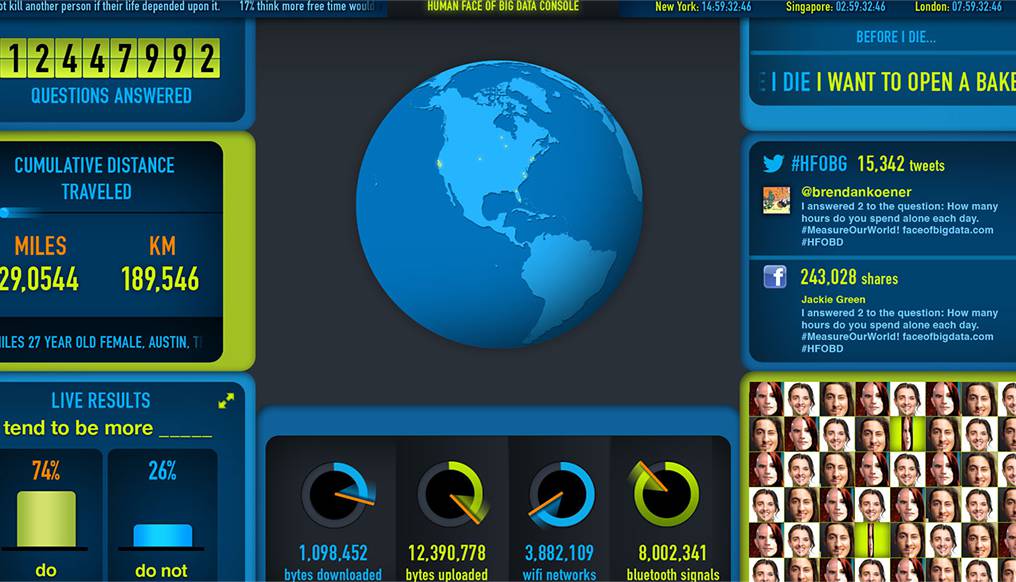 ot kill another person if their life depended upon it. 17% think more free time would
HUMAN FACE OF BIG DATA CONSOLE
New York: 14:59:32:46 Singapore: 02:59:32:46 London: 07:59:32:46
12447992
QUESTIONS ANSWERED
CUMULATIVE DISTANCE
TRAVELED
MILES KM
29,0544 189,546
MILES 27 YEAR OLD FEMALE, AUSTIN, T
LIVE RESULTS
tend to be more _____
74% 26%
do do not
1,098,452 12,390,778 3,882,109 8,002,341
bytes downloaded bytes uploaded wifi networks bluetooth signals
BEFORE I DIE...
E I DIE I WANT TO OPEN A BAKE
#HFOBG 15,342 tweets
@brendankoener
I answered 2 to the question: How many
hours do you spend alone each day.
#MeasureOurWorld! faceofbigdata.com
#HFOBD
f 243,028 shares
Jackie Green
I answered 2 to the question: How many
hours do you spend alone each day.
#MeasureOurWorld! faceofbigdata.com
#HFOBD